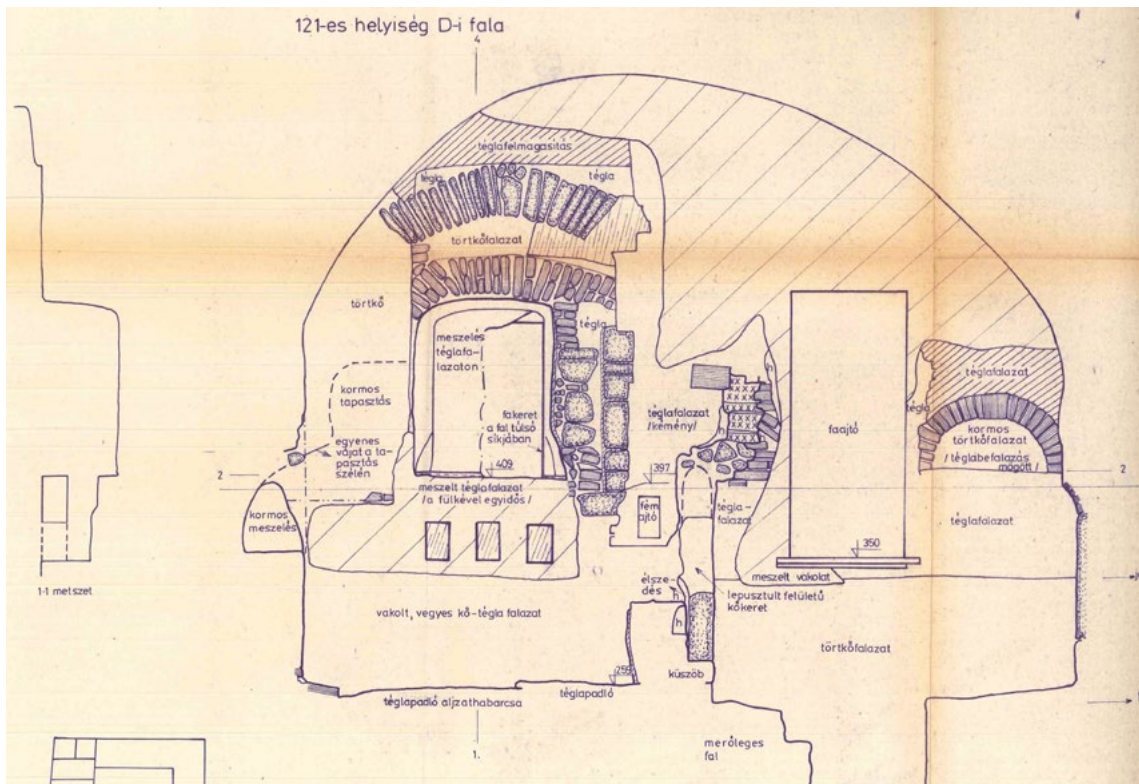 121-es helyiség D-i fala
4
téglafelmagasitás
tégla
tégla
törtkőfalazat
törtkő
tégla
meszelés
téglafa-
lazaton
kormos
tapasztás
fakeret
a fal túlsó
síkjában
egyenes
vájat a ta-
pasztás
szélén
2
409
meszelt téglafalazat
/a fülkével egyidős/
kormos
meszelés
téglafalazat
/kémény/
h
397
fém
ajtó
tégla-
falazat
faajtó
350
téglafalazat
tégla
kormos
törtkőfalazat
/téglabefalazás
mögött/
2
téglafalazat
meszelt vakolat
élsze-
dés
h
h
lepusztult felületű
kőkeret
1-1 metszet
vakolt, vegyes kő-tégla falazat
törtkőfalazat
255
küszöb
téglapadló aljzathabarcsa
téglapadló
1.
merőleges
fal